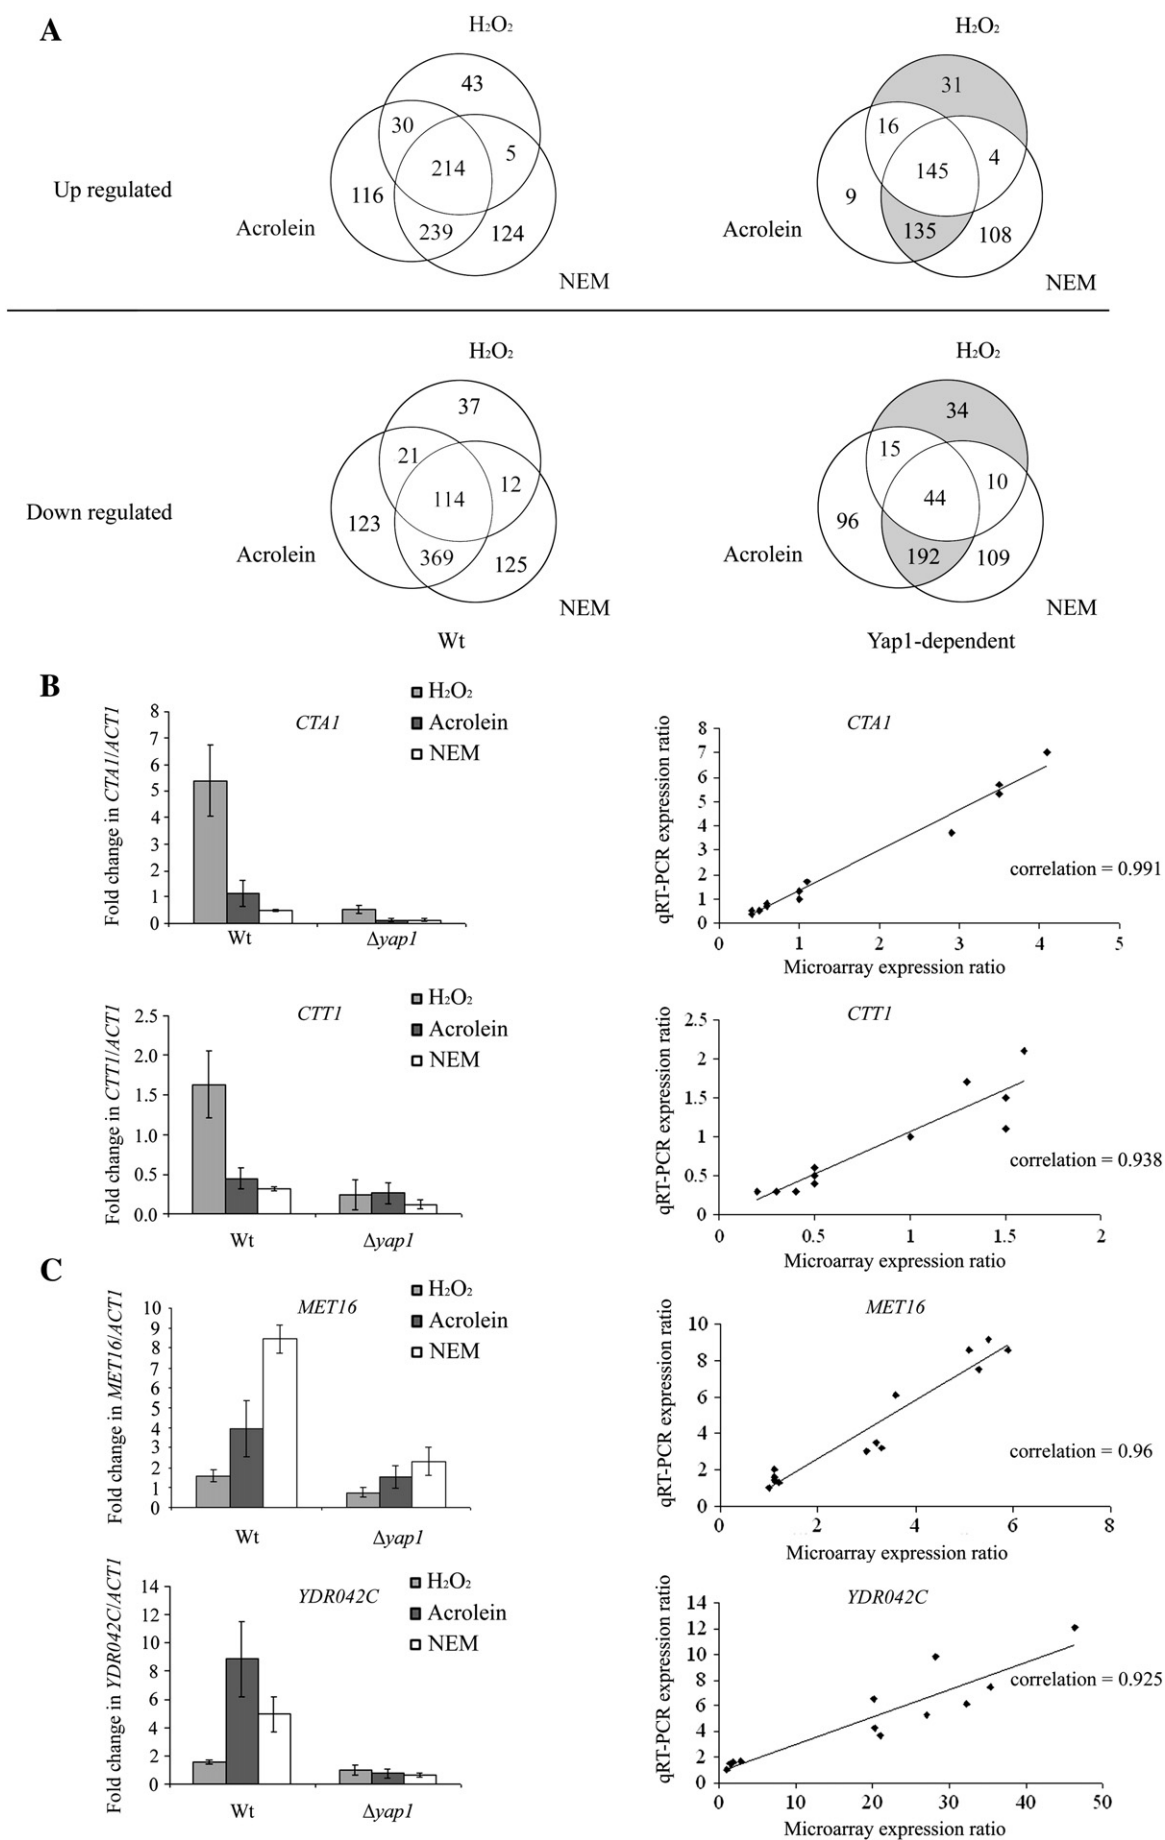 A
H₂O₂
H₂O₂
43
31
30
5
16
4
214
145
Up regulated
116
9
Acrolein
239
124
Acrolein
135
108
NEM
NEM
H₂O₂
H₂O₂
37
34
21
12
15
10
114
44
Down regulated
123
96
Acrolein
369
125
Acrolein
192
109
NEM
NEM
Wt
Yap1-dependent
B
Fold change in CTA1/ACT1
CTA1
H₂O₂
Acrolein
NEM
8
7
6
5
4
3
2
1
0
Wt
Δyap1
qRT-PCR expression ratio
CTA1
8
7
6
5
4
3
2
1
0
correlation = 0.991
0 1 2 3 4 5
Microarray expression ratio
Fold change in CTT1/ACT1
CTT1
H₂O₂
Acrolein
NEM
2.5
2.0
1.5
1.0
0.5
0.0
Wt
Δyap1
qRT-PCR expression ratio
CTT1
2.5
2
1.5
1
0.5
0
correlation = 0.938
0 0.5 1 1.5 2
Microarray expression ratio
C
Fold change in MET16/ACT1
MET16
H₂O₂
Acrolein
NEM
10
9
8
7
6
5
4
3
2
1
0
Wt
Δyap1
qRT-PCR expression ratio
MET16
10
8
6
4
2
0
correlation = 0.96
0 2 4 6 8
Microarray expression ratio
Fold change in YDR042C/ACT1
YDR042C
H₂O₂
Acrolein
NEM
14
12
10
8
6
4
2
0
Wt
Δyap1
qRT-PCR expression ratio
YDR042C
14
12
10
8
6
4
2
0
correlation = 0.925
0 10 20 30 40 50
Microarray expression ratio